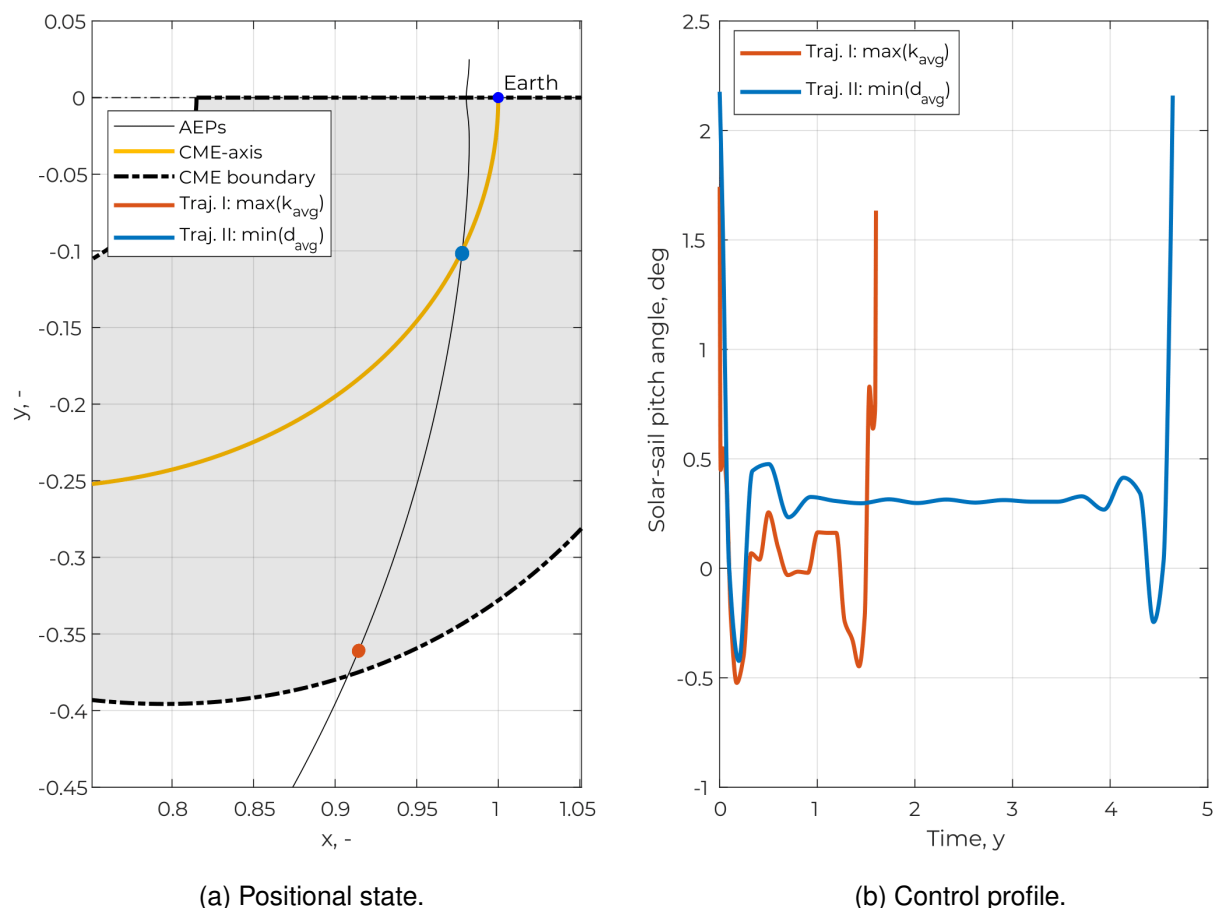 0.05
0
-0.05
-0.1
-0.15
-0.2
-0.25
-0.3
-0.35
-0.4
-0.45
y, -
Earth
AEPs
CME-axis
CME boundary
Traj. I: max(k_avg)
Traj. II: min(d_avg)
0.8
0.85
0.9
0.95
1
1.05
x, -
(a) Positional state.
2.5
2
1.5
1
0.5
0
-0.5
-1
Solar-sail pitch angle, deg
Traj. I: max(k_avg)
Traj. II: min(d_avg)
0
1
2
3
4
5
Time, y
(b) Control profile.